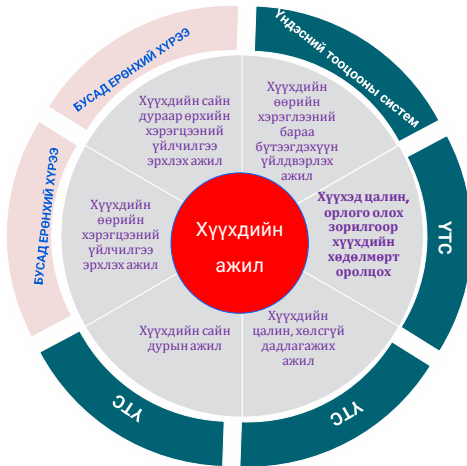 БУСАД ЕРӨНХИЙ ХҮРЭЭ
Үндэсний тооцооны систем
Хүүхдийн сайн
дураар өрхийн
хэрэгцээний
үйлчилгээ
эрхлэх ажил
Хүүхдийн
өөрийн
хэрэглээний
бараа
бүтээгдэхүүн
үйлдвэрлэх
ажил
БУСАД ЕРӨНХИЙ ХҮРЭЭ
Хүүхдийн
өөрийн
хэрэгцээний
үйлчилгээ
эрхлэх ажил
Хүүхдийн
ажил
Хүүхэд цалин,
орлого олох
зорилгоор
хүүхдийн
хөдөлмөрт
оролцох
ҮТС
Хүүхдийн сайн
дурын ажил
Хүүхдийн
цалин, хөлсгүй
дадлагажих
ажил
ҮТС
ҮТС